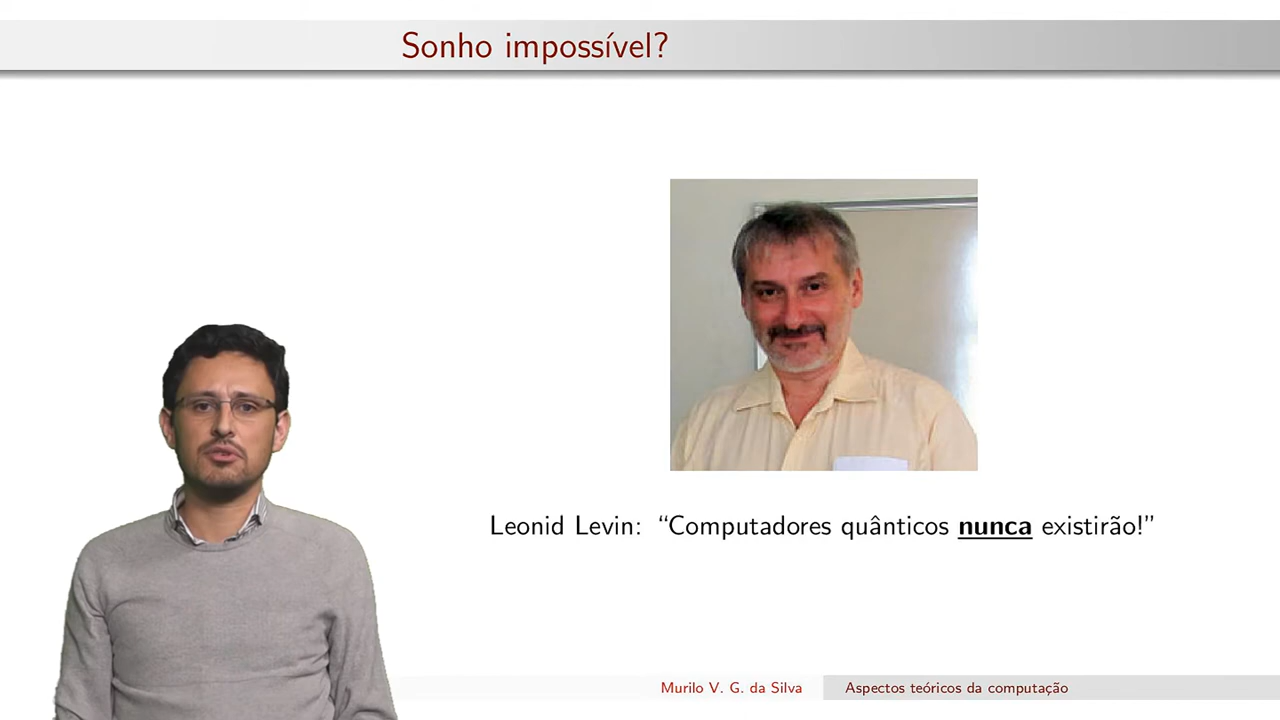 Sonho impossível?
Leonid Levin: “Computadores quânticos nunca existirão!”
Murilo V. G. da Silva
Aspectos teóricos da computação